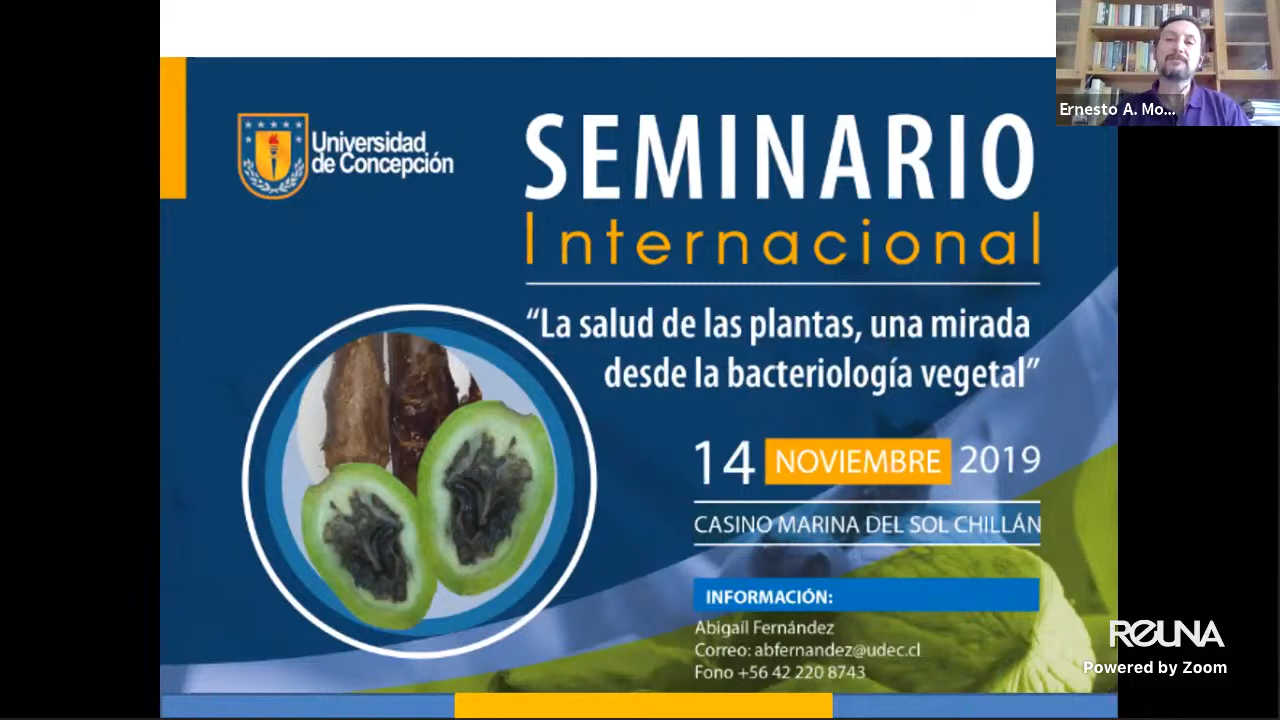 Universidad
de Concepción
SEMINARIO
Internacional
“La salud de las plantas, una mirada
desde la bacteriología vegetal”
14 NOVIEMBRE 2019
CASINO MARINA DEL SOL CHILLÁN
INFORMACIÓN:
Abigaíl Fernández
Correo: abfernandez@udec.cl
Fono +56 42 220 8743
Ernesto A. Mo...
REUNA
Powered by Zoom